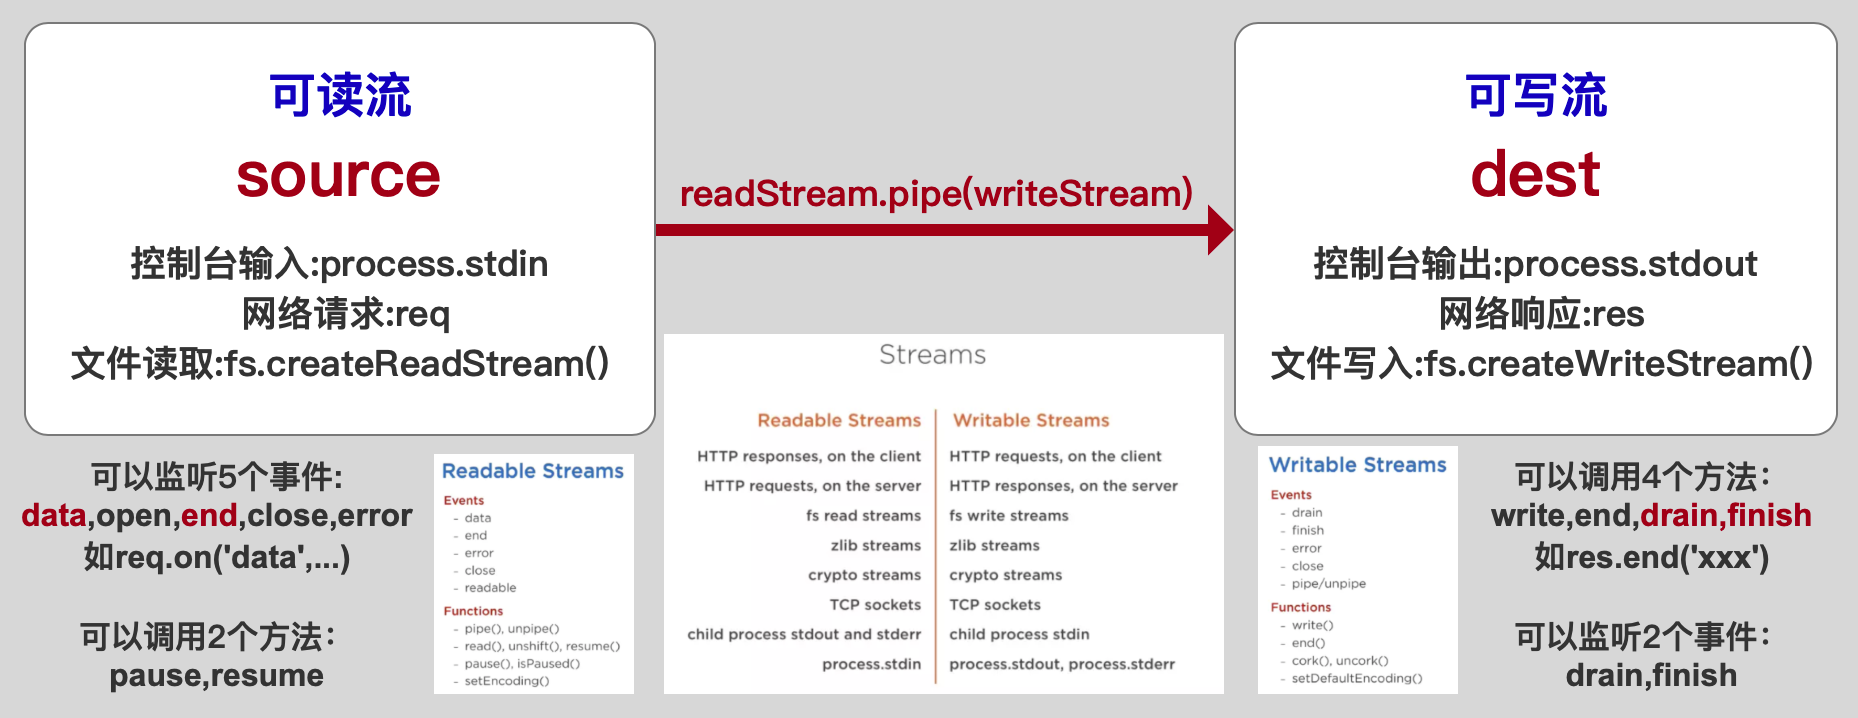 可读流
source
控制台输入:process.stdin
网络请求:req
文件读取:fs.createReadStream()
readStream.pipe(writeStream)
可写流
dest
控制台输出:process.stdout
网络响应:res
文件写入:fs.createWriteStream()
可以监听5个事件:
data,open,end,close,error
如req.on('data',...)
可以调用2个方法：
pause,resume
Readable Streams
Events
- data
- end
- error
- close
- readable
Functions
- pipe(), unpipe()
- read(), unshift(), resume()
- pause(), isPaused()
- setEncoding()
Streams
Readable Streams Writable Streams
HTTP responses, on the client HTTP requests, on the client
HTTP requests, on the server HTTP responses, on the server
fs read streams fs write streams
zlib streams zlib streams
crypto streams crypto streams
TCP sockets TCP sockets
child process stdout and stderr child process stdin
process.stdin process.stdout, process.stderr
Writable Streams
Events
- drain
- finish
- error
- close
- pipe/unpipe
Functions
- write()
- end()
- cork(), uncork()
- setDefaultEncoding()
可以调用4个方法：
write,end,drain,finish
如res.end('xxx')
可以监听2个事件：
drain,finish